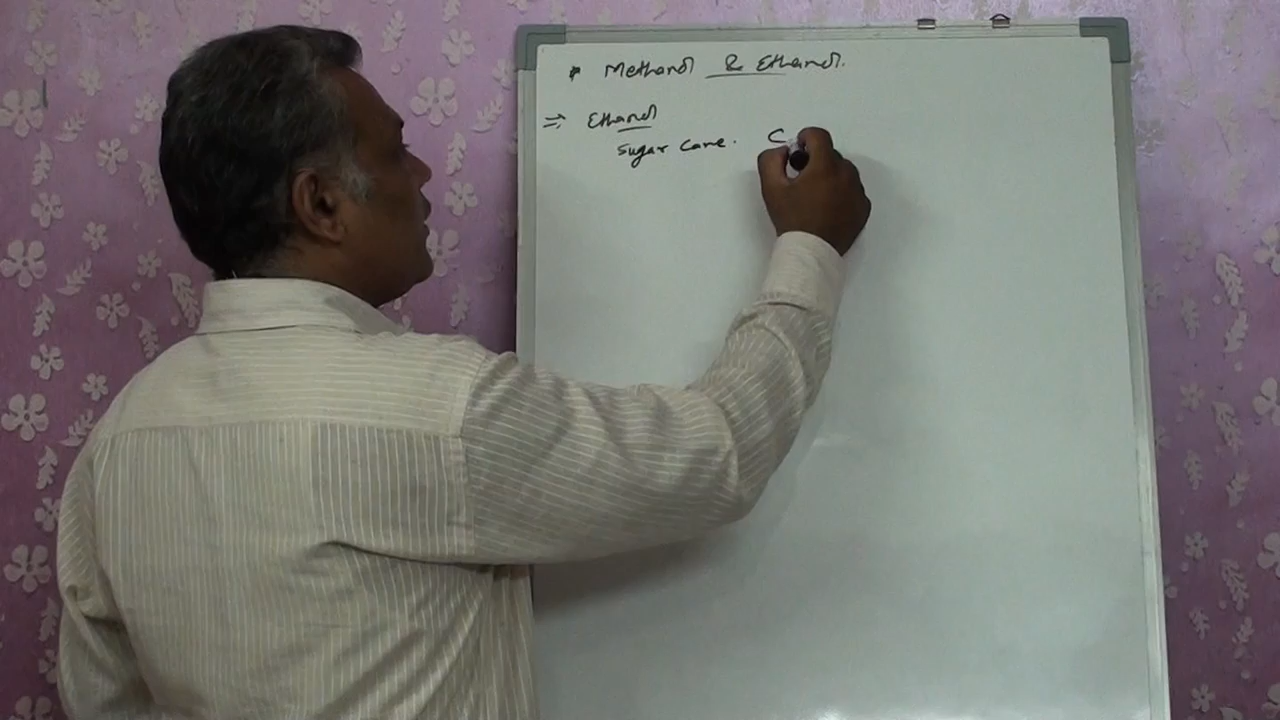 * Methanol & Ethanol.
⇒ Ethanol
Sugar Cane. C